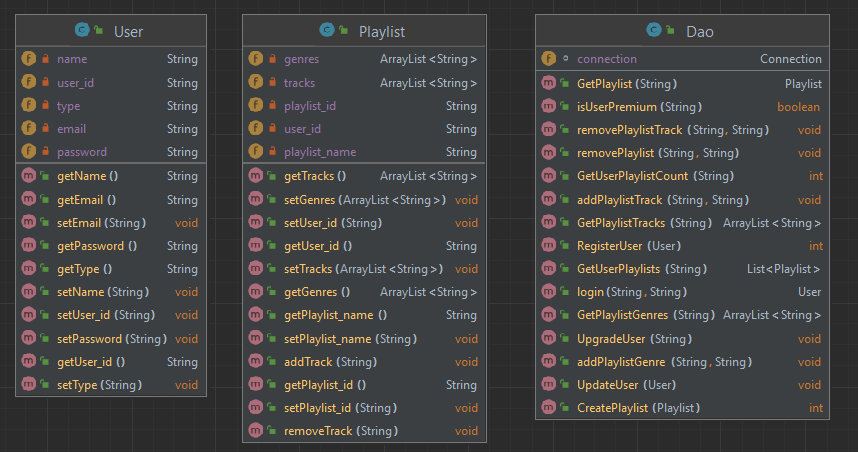 User
name String
user_id String
type String
email String
password String
getName () String
getEmail () String
setEmail (String) void
getPassword () String
getType () String
setName (String) void
setUser_id (String) void
setPassword (String) void
getUser_id () String
setType (String) void
Playlist
genres ArrayList <String>
tracks ArrayList <String>
playlist_id String
user_id String
playlist_name String
getTracks () ArrayList <String>
setGenres (ArrayList <String>) void
setUser_id (String) void
getUser_id () String
setTracks (ArrayList <String>) void
getGenres () ArrayList <String>
getPlaylist_name () String
setPlaylist_name (String) void
addTrack (String) void
getPlaylist_id () String
setPlaylist_id (String) void
removeTrack (String) void
Dao
connection Connection
GetPlaylist (String) Playlist
isUserPremium (String) boolean
removePlaylistTrack (String, String) void
removePlaylist (String, String) void
GetUserPlaylistCount (String) int
addPlaylistTrack (String, String) void
GetPlaylistTracks (String) ArrayList <String>
RegisterUser (User) int
GetUserPlaylists (String) List<Playlist>
login (String, String) User
GetPlaylistGenres (String) ArrayList <String>
UpgradeUser (String) void
addPlaylistGenre (String, String) void
UpdateUser (User) void
CreatePlaylist (Playlist) int